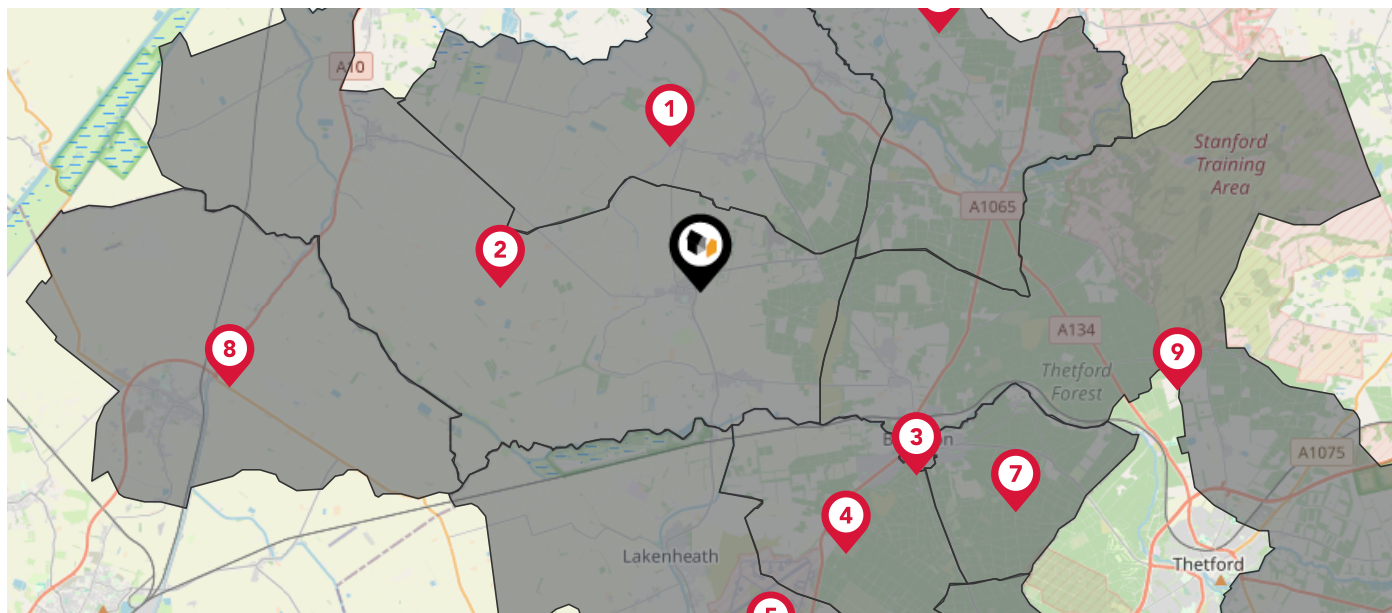 A10
1
Stanford
Training
Area
A1065
2
A134
8
9
Thetford
Forest
3
A1075
7
4
Lakenheath
Thetford